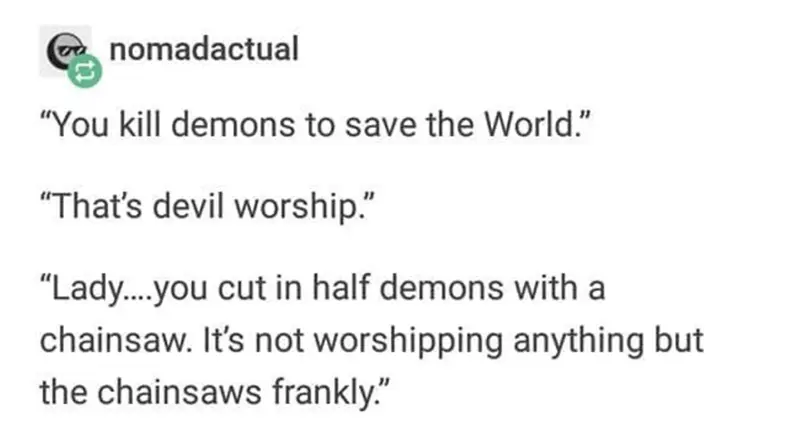 nomadactual
“You kill demons to save the World.”
“That’s devil worship.”
“Lady....you cut in half demons with a
chainsaw. It’s not worshipping anything but
the chainsaws frankly.”